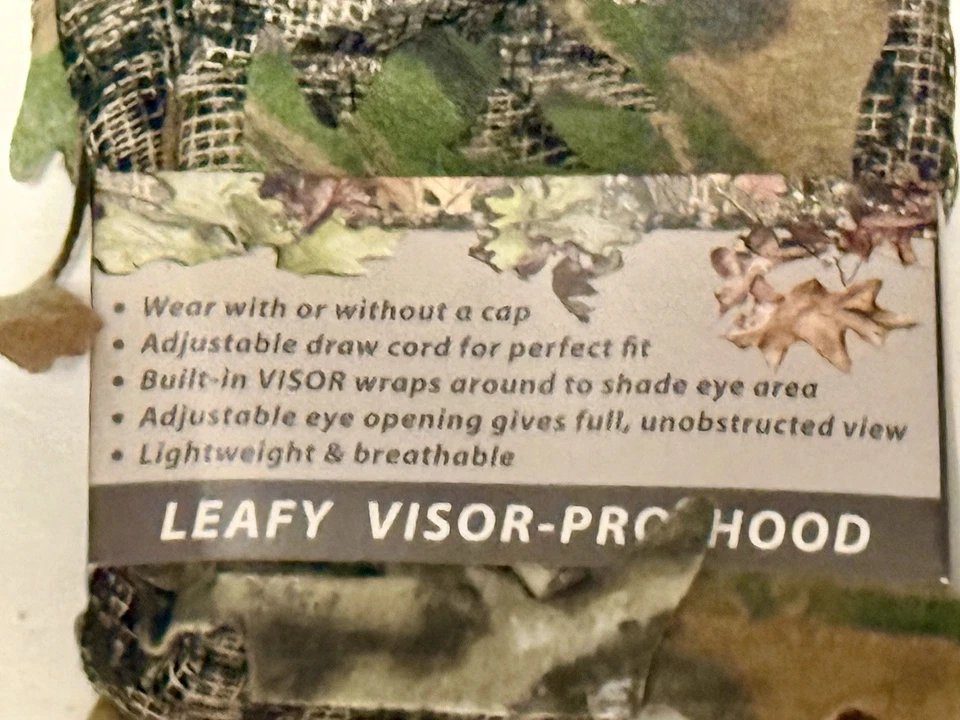 • Wear with or without a cap
• Adjustable draw cord for perfect fit
• Built-in VISOR wraps around to shade eye area
• Adjustable eye opening gives full, unobstructed view
• Lightweight & breathable
LEAFY VISOR-PRO HOOD